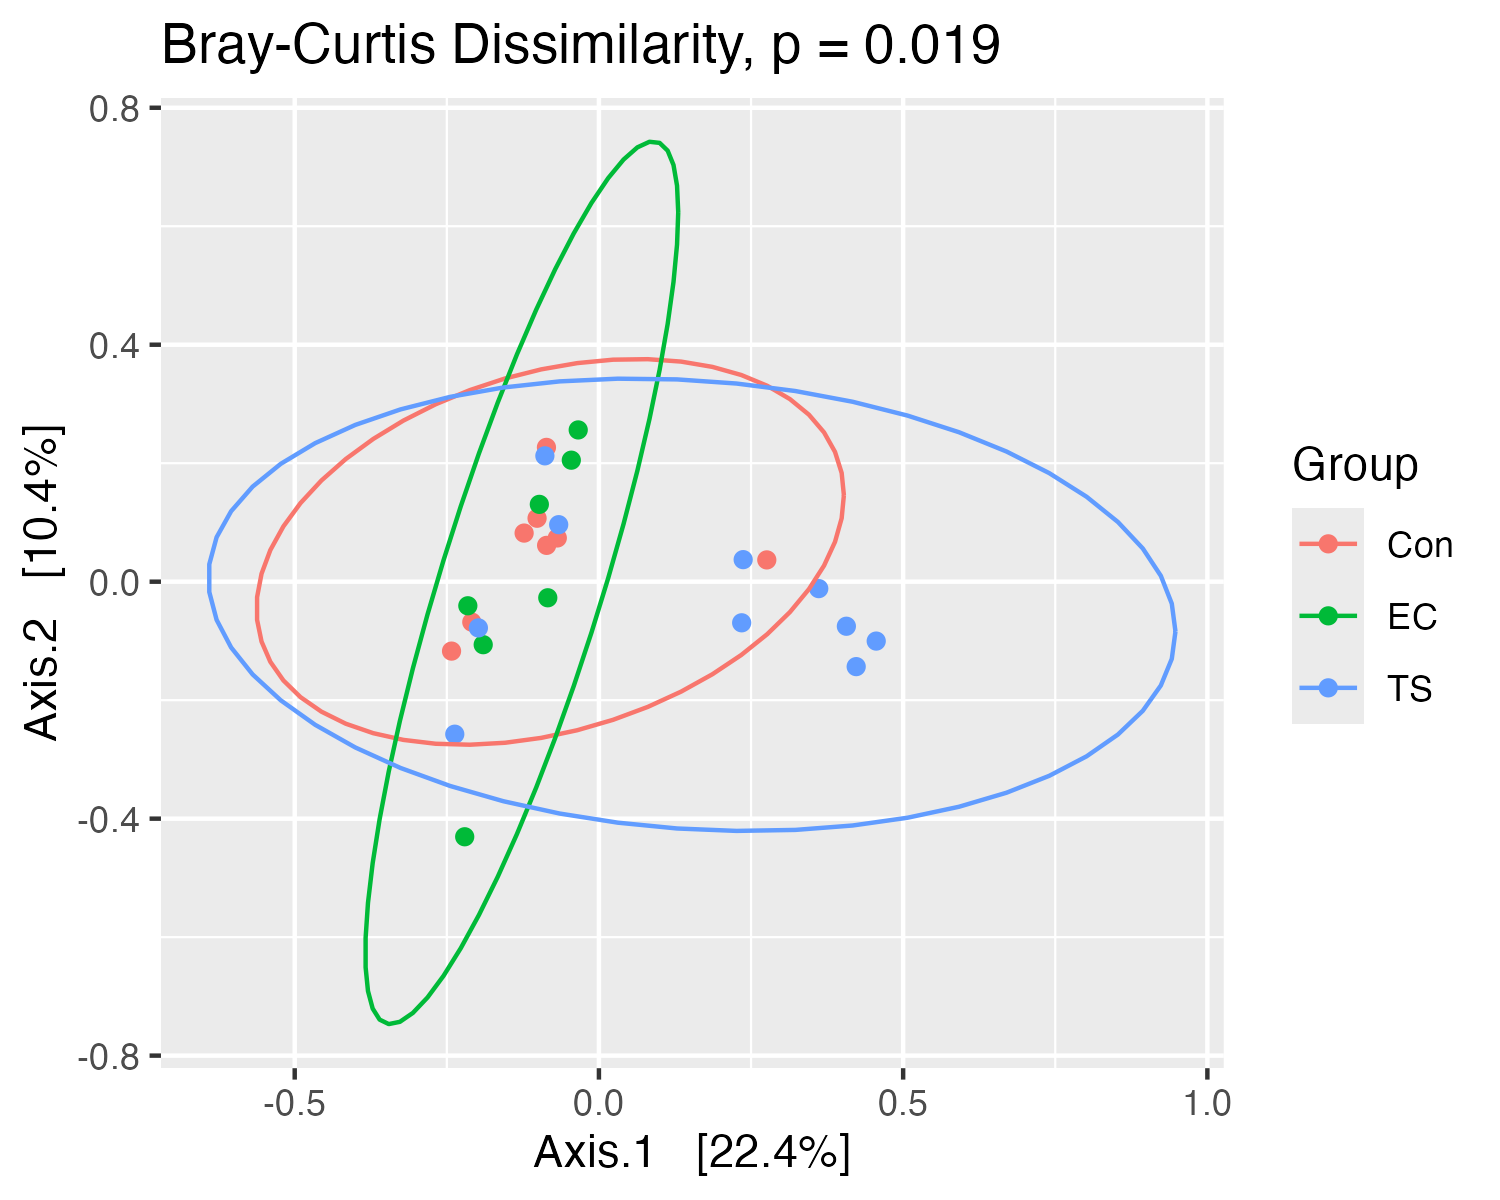 Bray-Curtis Dissimilarity, p = 0.019
0.8
0.4
0.0
-0.4
-0.8
Axis.2 [10.4%]
-0.5 0.0 0.5 1.0
Axis.1 [22.4%]
Group
Con
EC
TS